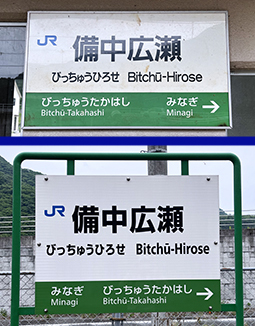 JR 備中広瀬
びっちゅうひろせ Bitchū-Hirose
びっちゅうたかはし みなぎ →
Bitchū-Takahashi Minagi
JR 備中広瀬
びっちゅうひろせ Bitchū-Hirose
みなぎ びっちゅうたかはし →
Minagi Bitchū-Takahashi